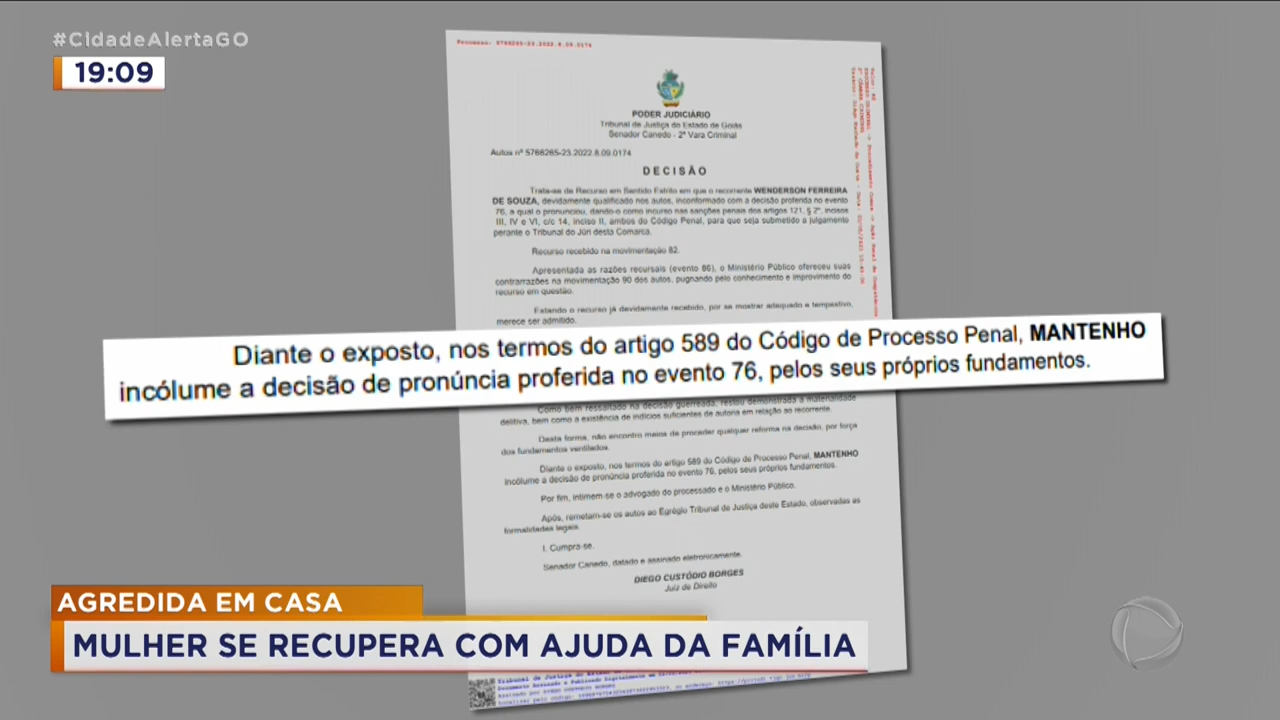 #CidadeAlertaGO
19:09
Processo: 5766265-23.2022.8.09.0174
PODER JUDICIÁRIO
Tribunal de Justiça do Estado de Goiás
Senador Canedo - 2ª Vara Criminal
Autos nº 5766265-23.2022.8.09.0174
DECISÃO
Trata-se de Recurso em Sentido Estrito em que o recorrente WENDERSON FERREIRA
DE SOUZA, devidamente qualificado nos autos, inconformado com a decisão proferida no evento
76, a qual o pronunciou, dando-o como incurso nas sanções penais dos artigos 121, § 2º, incisos
III, IV e VI, c/c 14, inciso II, ambos do Código Penal, para que seja submetido a julgamento
perante o Tribunal do Júri desta Comarca.
Recurso recebido na movimentação 82.
Apresentada as razões recursais (evento 86), o Ministério Público ofereceu suas
contrarrazões na movimentação 90 dos autos, pugnando pelo conhecimento e improvimento do
recurso em questão.
Estando o recurso já devidamente recebido, por se mostrar adequado e tempestivo,
merece ser admitido.
Diante o exposto, nos termos do artigo 589 do Código de Processo Penal, MANTENHO
incólume a decisão de pronúncia proferida no evento 76, pelos seus próprios fundamentos.
Como bem ressaltado na decisão guerreada, restou demonstrada a materialidade
delitiva, bem como a existência de indícios suficientes de autoria em relação ao recorrente.
Desta forma, não encontro meios de proceder qualquer reforma na decisão, por força
dos fundamentos ventilados.
Diante o exposto, nos termos do artigo 589 do Código de Processo Penal, MANTENHO
incólume a decisão de pronúncia proferida no evento 76, pelos seus próprios fundamentos.
Por fim, intimem-se o advogado do processado e o Ministério Público.
Após, remetam-se os autos ao Egrégio Tribunal de Justiça deste Estado, observadas as
formalidades legais.
I. Cumpra-se.
Senador Canedo, datado e assinado eletronicamente.
DIEGO CUSTÓDIO BORGES
Juiz de Direito
AGREDIDA EM CASA
MULHER SE RECUPERA COM AJUDA DA FAMÍLIA